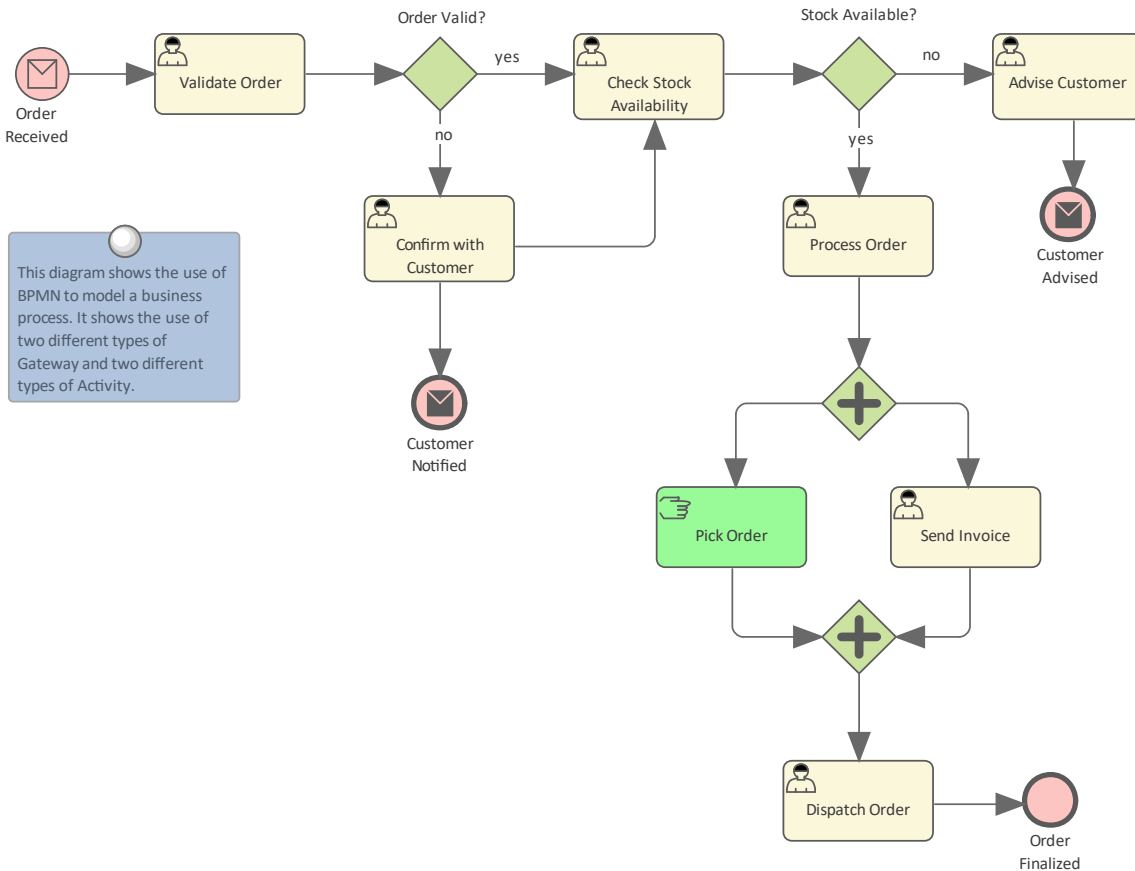 Order Valid?
Stock Available?
Validate Order
yes
Check Stock
Availability
no
Advise Customer
Order
Received
no
yes
Confirm with
Customer
Process Order
Customer
Advised
This diagram shows the use of
BPMN to model a business
process. It shows the use of
two different types of
Gateway and two different
types of Activity.
Customer
Notified
Pick Order
Send Invoice
Dispatch Order
Order
Finalized